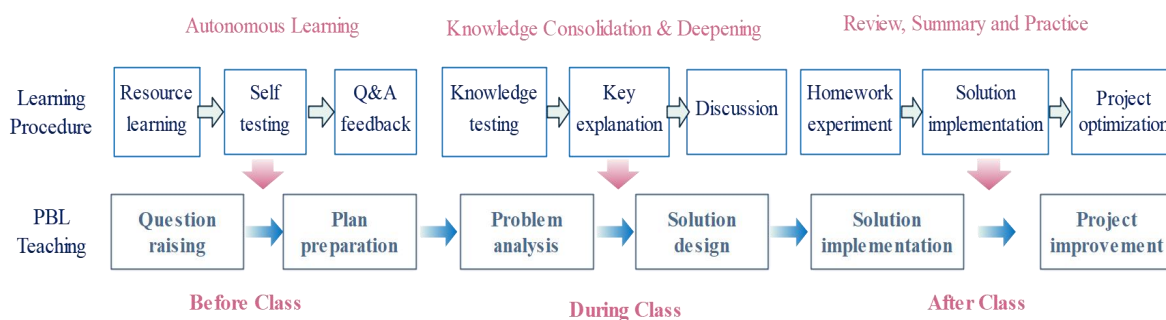 Autonomous Learning
Knowledge Consolidation & Deepening
Review, Summary and Practice
Learning
Procedure
Resource
learning
Self
testing
Q&A
feedback
Knowledge
testing
Key
explanation
Discussion
Homework
experiment
Solution
implementation
Project
optimization
PBL
Teaching
Question
raising
Plan
preparation
Problem
analysis
Solution
design
Solution
implementation
Project
improvement
Before Class
During Class
After Class